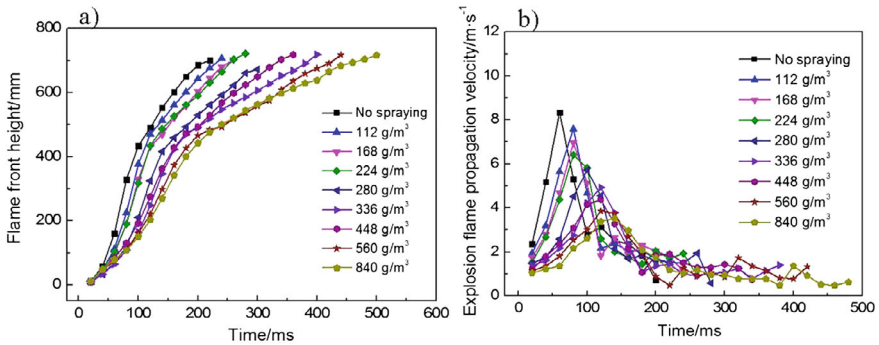 a)
Flame front height/mm
800
600
400
200
0
0 100 200 300 400 500 600
Time/ms
No spraying
112 g/m³
168 g/m³
224 g/m³
280 g/m³
336 g/m³
448 g/m³
560 g/m³
840 g/m³
b)
Explosion flame propagation velocity/m·s⁻¹
12
10
8
6
4
2
0
0 100 200 300 400 500
Time/ms
No spraying
112 g/m³
168 g/m³
224 g/m³
280 g/m³
336 g/m³
448 g/m³
560 g/m³
840 g/m³